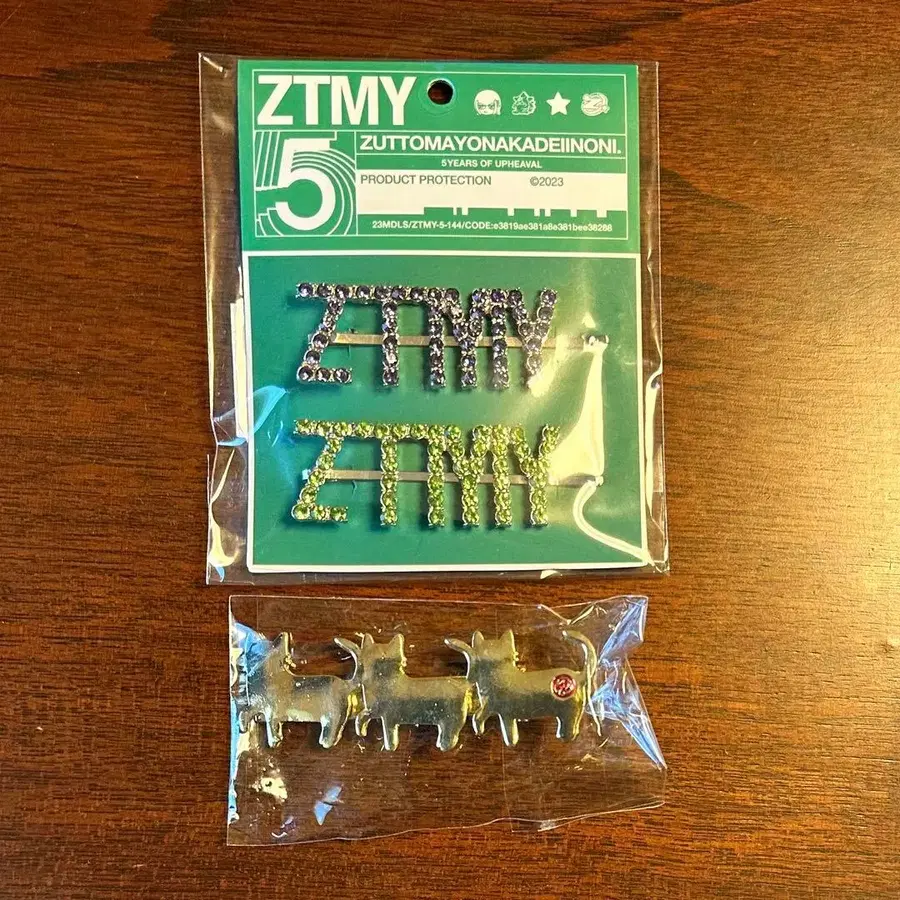 ZTMY
5
ZUTTOMAYONAKADEIINONI.
5YEARS OF UPHEAVAL
PRODUCT PROTECTION ©2023
23MDLS/ZTMY-5-144/CODE:e3819ae381a8e381bee38288
ZTMY
ZTMY